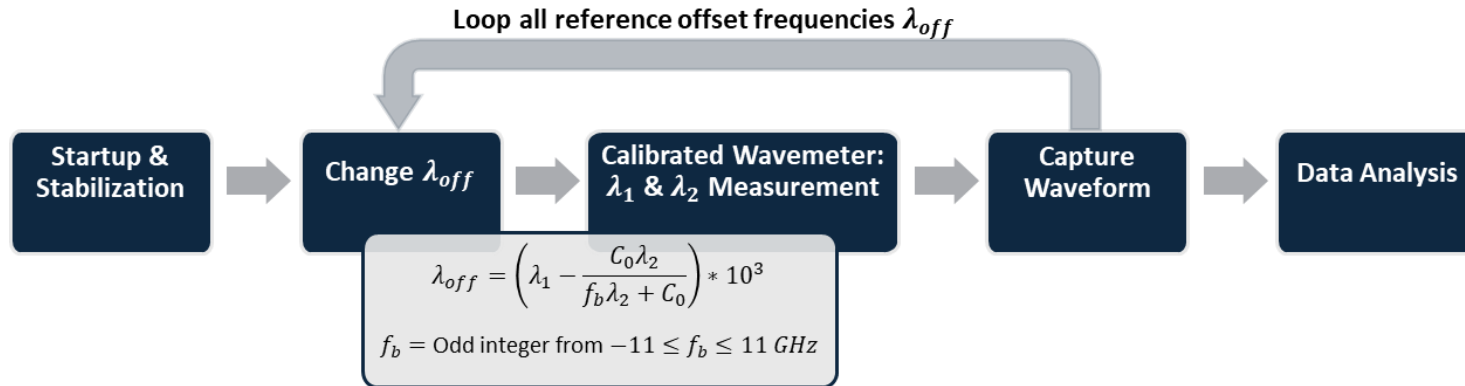 Loop all reference offset frequencies λ_off
Startup &
Stabilization
Change λ_off
Calibrated Wavemeter:
λ_1 & λ_2 Measurement
Capture
Waveform
Data Analysis
λ_off = (λ_1 − C_0λ_2 / (f_bλ_2 + C_0)) * 10^3
f_b = Odd integer from −11 ≤ f_b ≤ 11 GHz